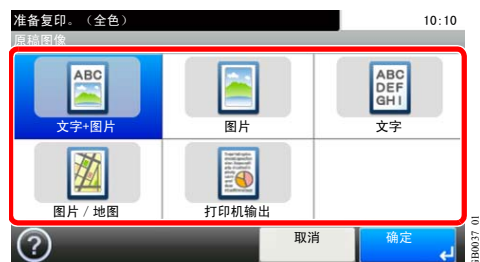 准备复印。（全色） 10:10
原稿图像
ABC
ABC
DEF
GHI
文字+图片 图片 文字
图片 / 地图 打印机输出
? 取消 确定
GB0037_01